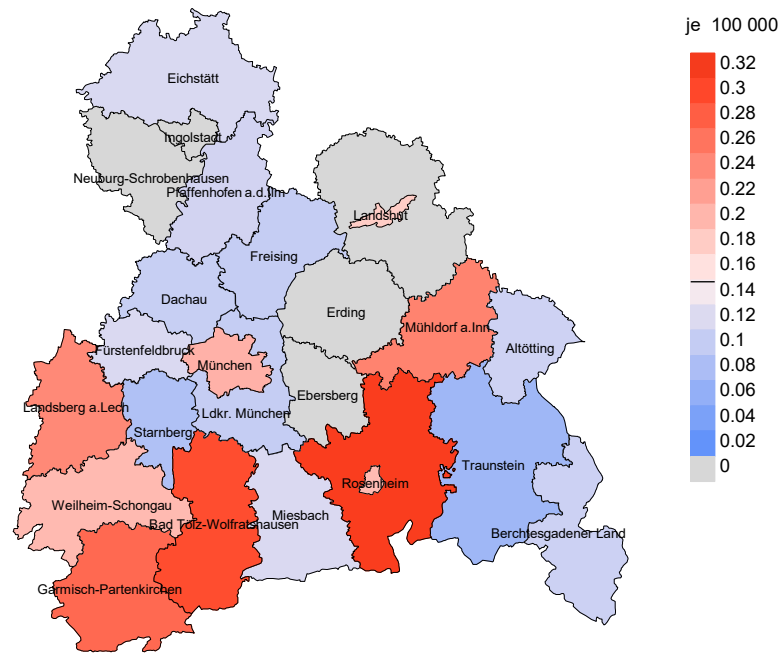 je 100 000
0.32
0.3
0.28
0.26
0.24
0.22
0.2
0.18
0.16
0.14
0.12
0.1
0.08
0.06
0.04
0.02
0
Eichstätt
Ingolstadt
Neuburg-Schrobenhausen
Pfaffenhofen a.d.Ilm
Landshut
Freising
Dachau
Erding
Mühldorf a.Inn
Altötting
Fürstenfeldbruck
München
Ebersberg
Landsberg a.Lech
Ldkr. München
Starnberg
Traunstein
Rosenheim
Weilheim-Schongau
Miesbach
Bad Tölz-Wolfratshausen
Berchtesgadener Land
Garmisch-Partenkirchen